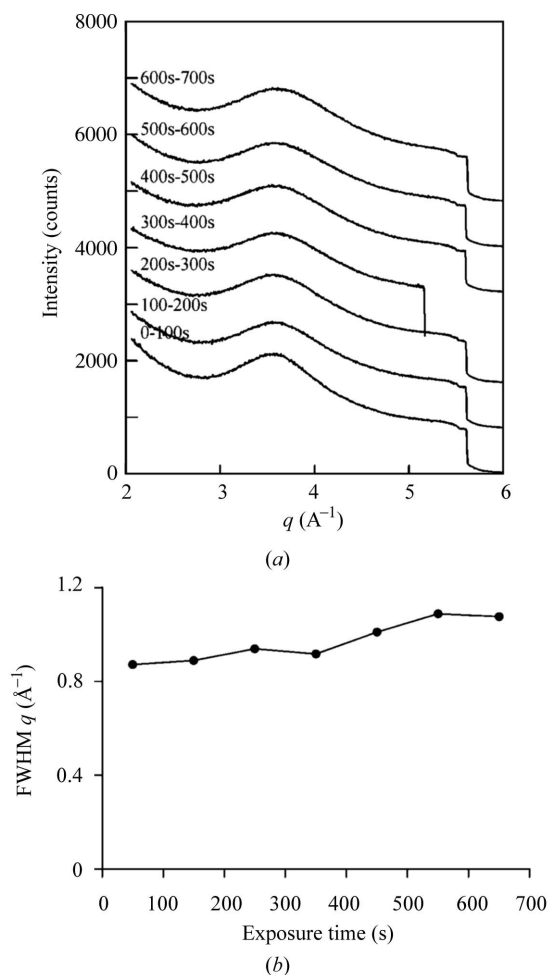 8000
6000
4000
2000
0
Intensity (counts)
600s-700s
500s-600s
400s-500s
300s-400s
200s-300s
100-200s
0-100s
2 3 4 5 6
q (A⁻¹)
(a)
1.2
0.8
0.4
0
FWHM q (Å⁻¹)
0 100 200 300 400 500 600 700
Exposure time (s)
(b)